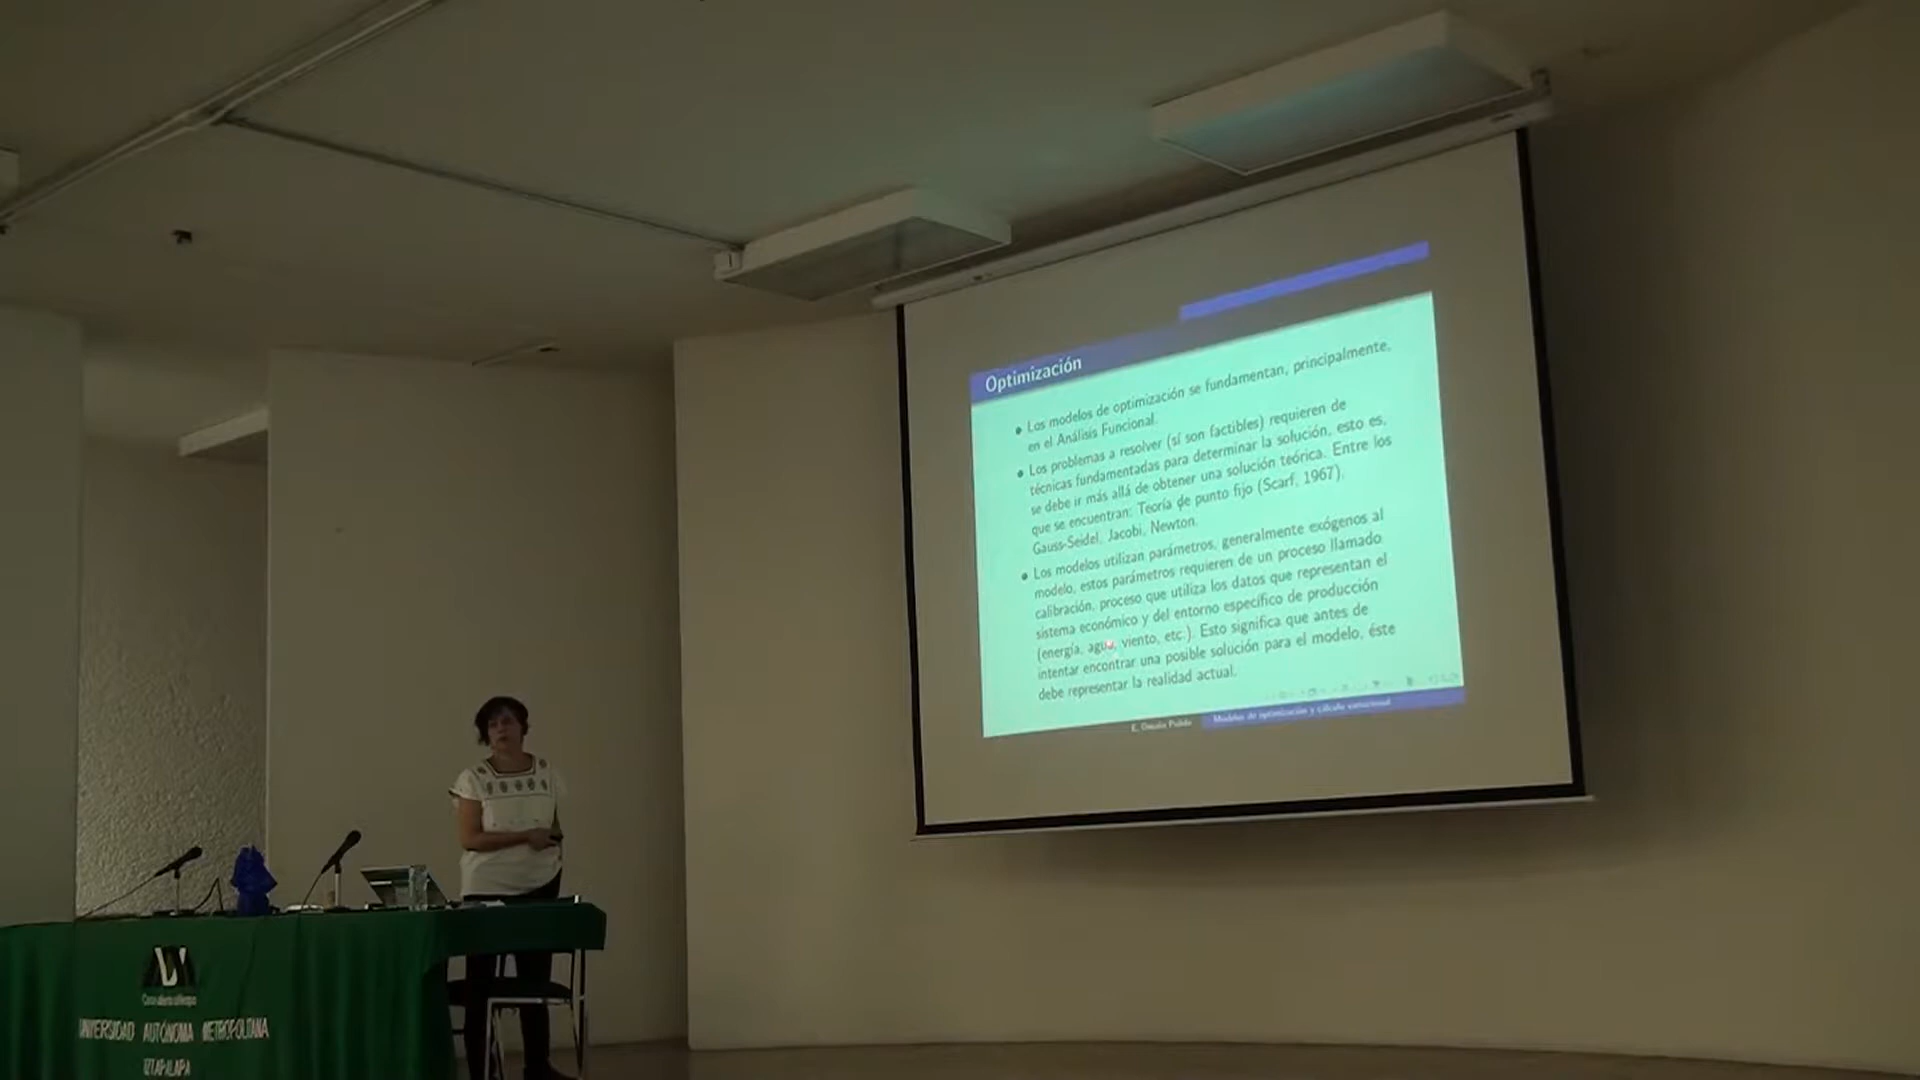 Optimización
Los modelos de optimización se fundamentan, principalmente,
en el Análisis Funcional.
Los problemas a resolver (sí son factibles) requieren de
técnicas fundamentadas para determinar la solución, esto es,
se debe ir más allá de obtener una solución teórica. Entre los
que se encuentran: Teoría de punto fijo (Scarf, 1967),
Gauss-Seidel, Jacobi, Newton.
Los modelos utilizan parámetros, generalmente exógenos al
modelo, estos parámetros requieren de un proceso llamado
calibración, proceso que utiliza los datos que representan el
sistema económico y del entorno específico de producción
(energía, agua, viento, etc.). Esto significa que antes de
intentar encontrar una posible solución para el modelo, éste
debe representar la realidad actual.
E. Pulido
Modelos de optimización y cálculo
Casa abierta al tiempo
UNIVERSIDAD AUTÓNOMA METROPOLITANA
IZTAPALAPA